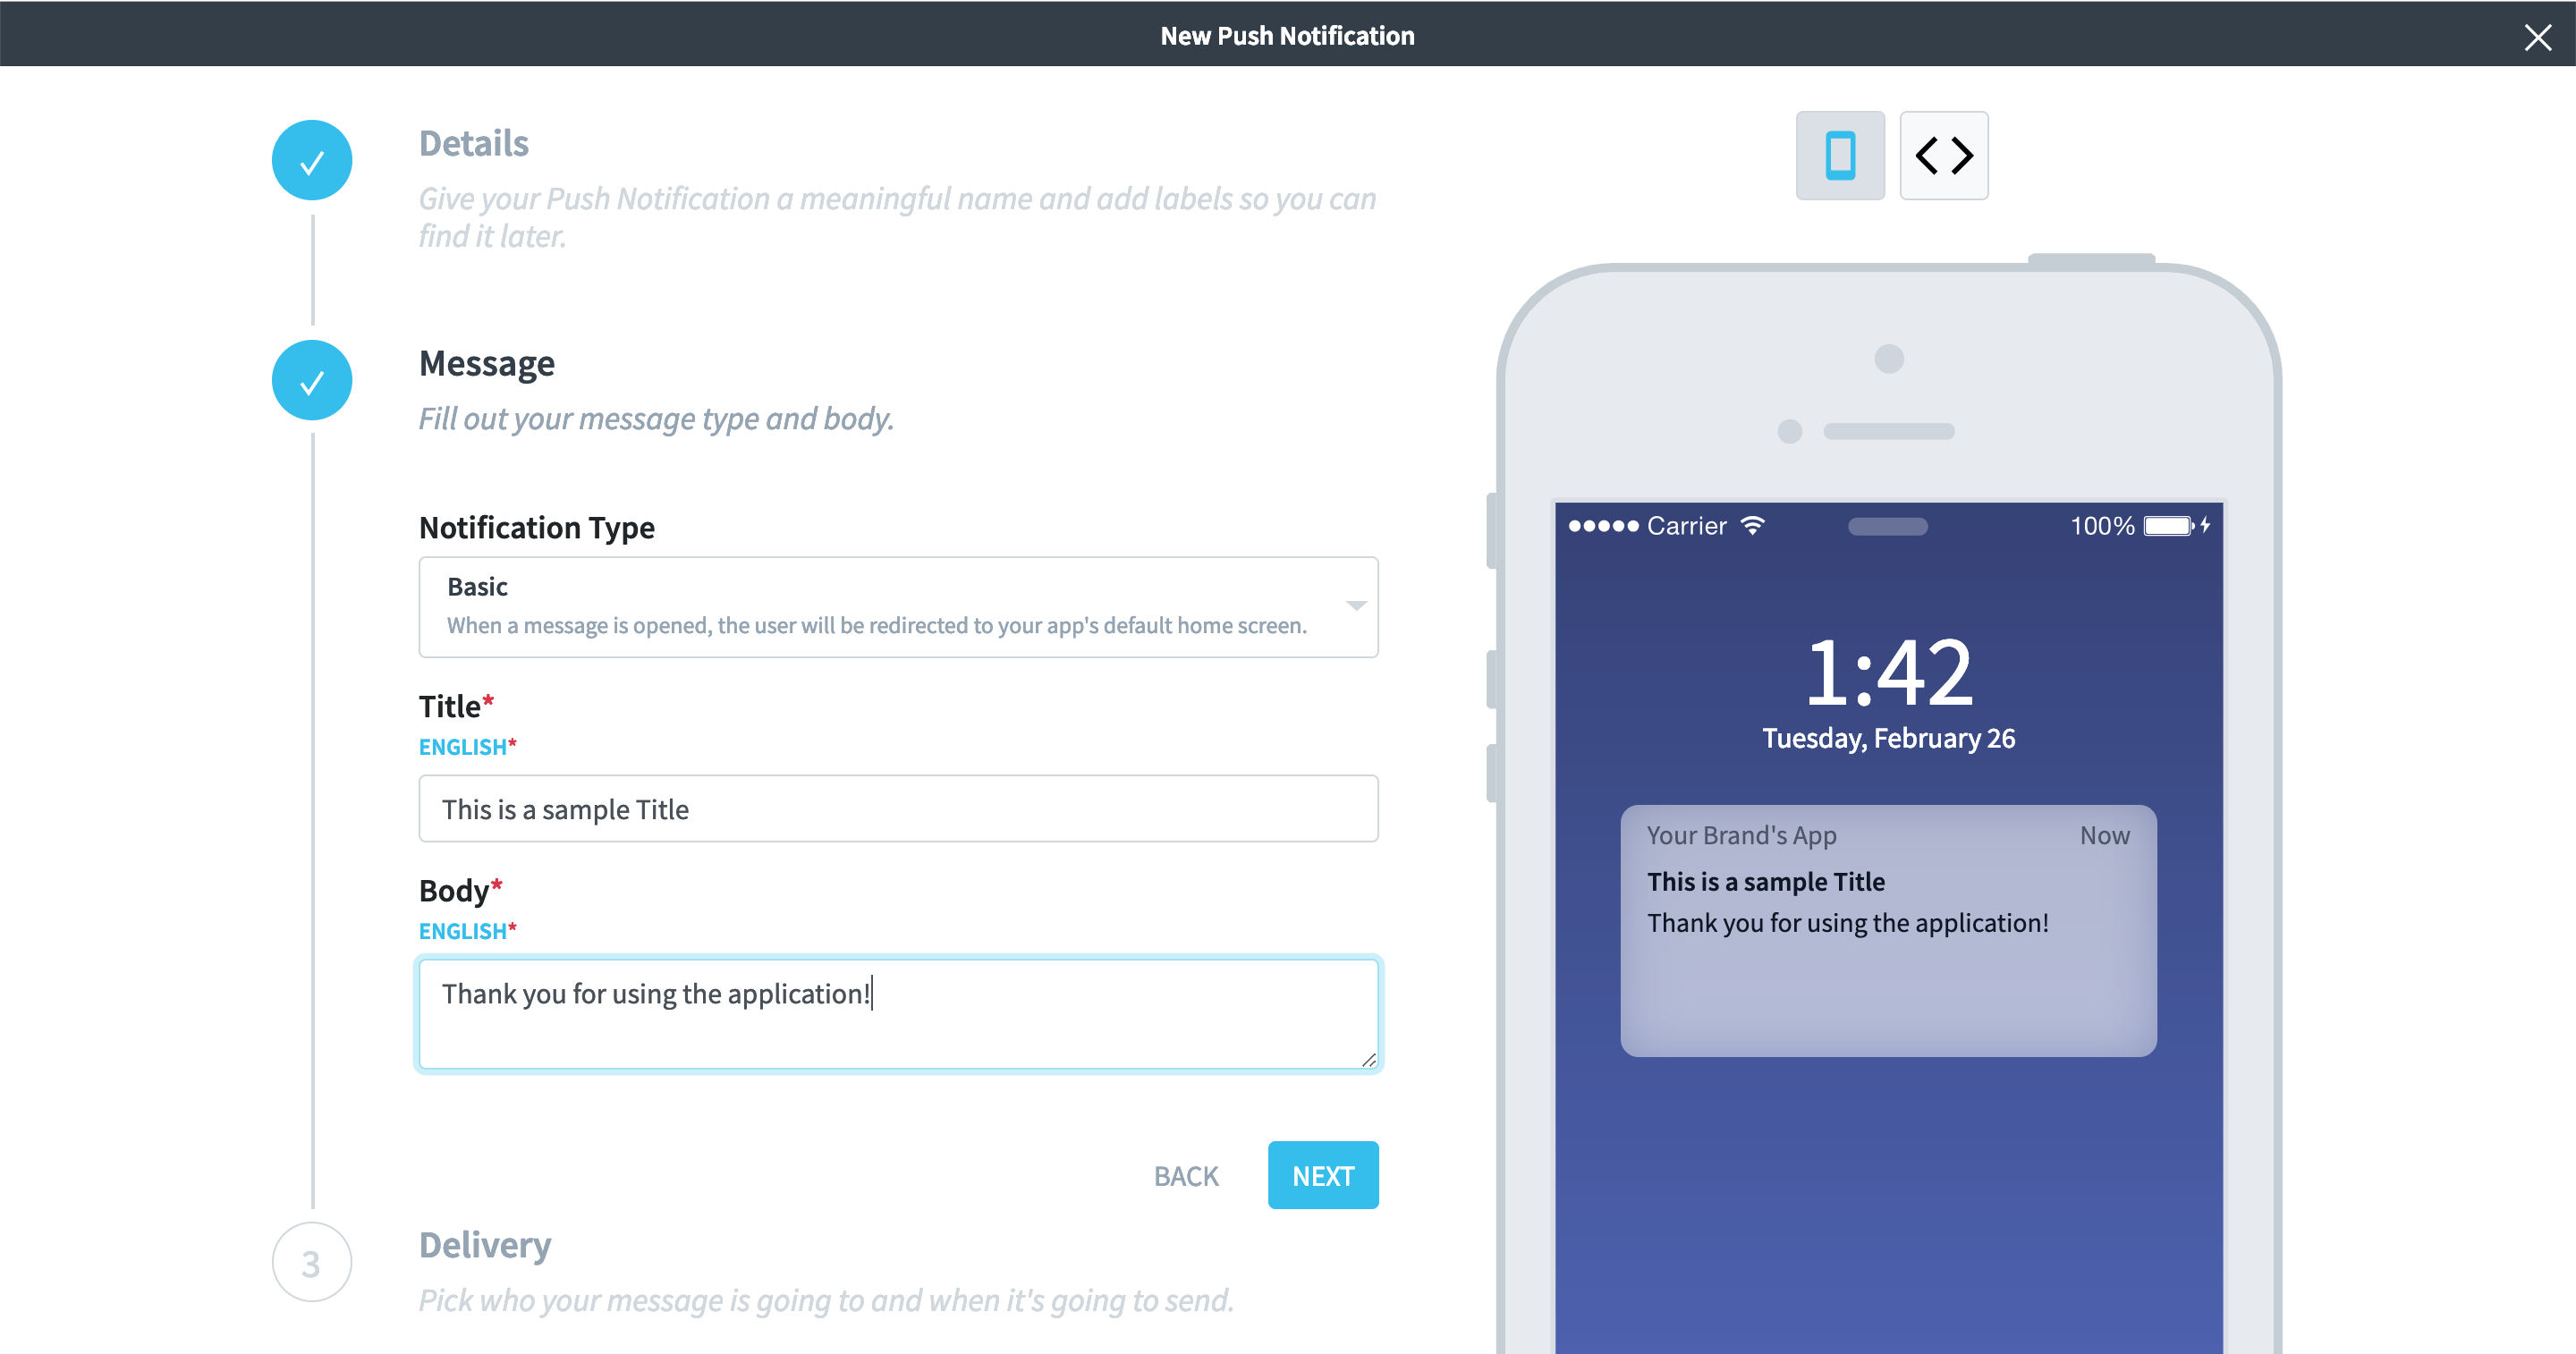 New Push Notification
Details
Give your Push Notification a meaningful name and add labels so you can
find it later.
Message
Fill out your message type and body.
Notification Type
Basic
When a message is opened, the user will be redirected to your app's default home screen.
Title*
ENGLISH*
This is a sample Title
Body*
ENGLISH*
Thank you for using the application!
BACK
NEXT
3
Delivery
Pick who your message is going to and when it's going to send.
Carrier
100%
1:42
Tuesday, February 26
Your Brand's App
Now
This is a sample Title
Thank you for using the application!